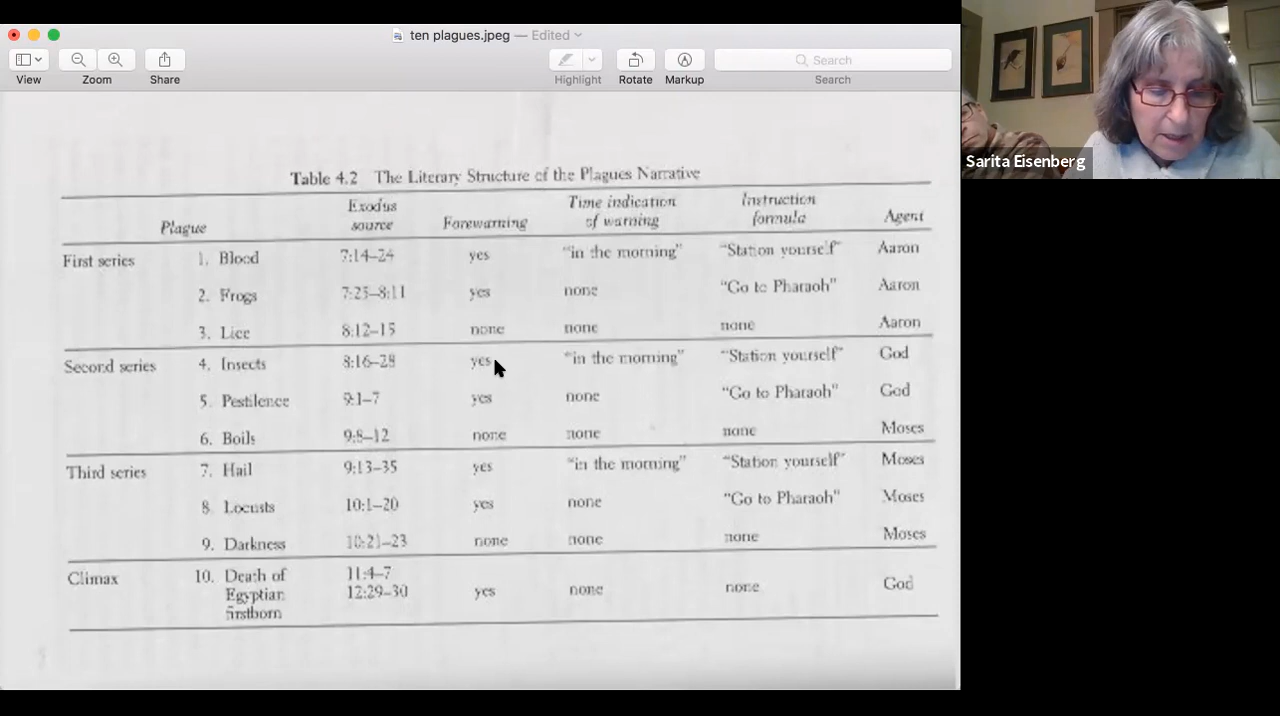 ten plagues.jpeg — Edited
View Zoom Share Highlight Rotate Markup Search
Search
Sarita Eisenberg
Table 4.2 The Literary Structure of the Plagues Narrative
Plague Exodus source Forewarning Time indication of warning Instruction formula Agent
First series 1. Blood 7:14–24 yes "in the morning" "Station yourself" Aaron
2. Frogs 7:25–8:11 yes none "Go to Pharaoh" Aaron
3. Lice 8:12–15 none none none Aaron
Second series 4. Insects 8:16–28 yes "in the morning" "Station yourself" God
5. Pestilence 9:1–7 yes none "Go to Pharaoh" God
6. Boils 9:8–12 none none none Moses
Third series 7. Hail 9:13–35 yes "in the morning" "Station yourself" Moses
8. Locusts 10:1–20 yes none "Go to Pharaoh" Moses
9. Darkness 10:21–23 none none none Moses
Climax 10. Death of Egyptian firstborn 11:4–7 12:29–30 yes none none God